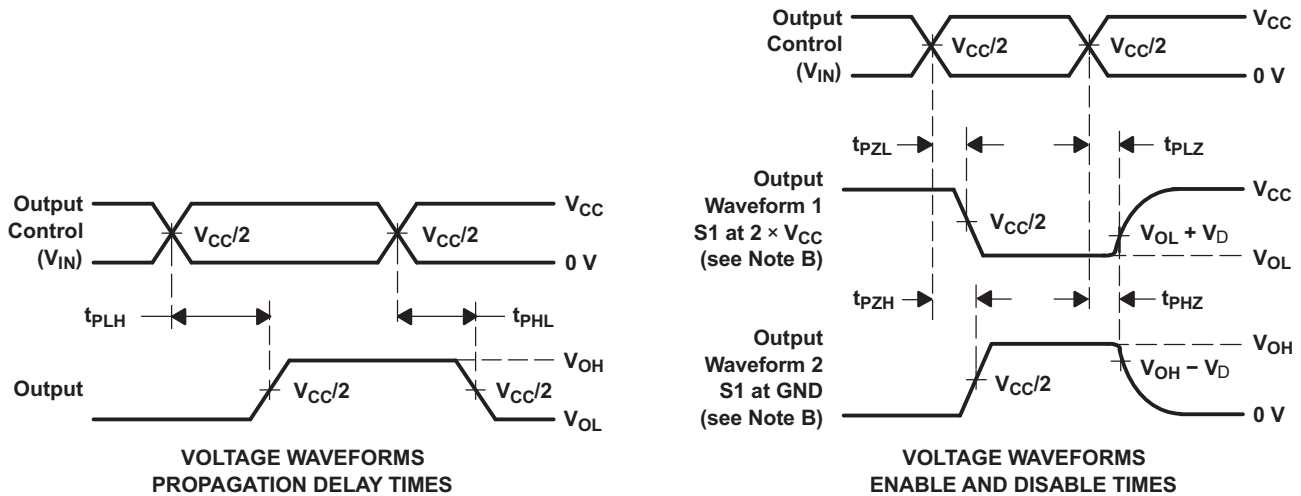 Output
Control
(VIN)
VCC/2
VCC/2
VCC
0 V
tPLH
tPHL
Output
VCC/2
VCC/2
VOH
VOL
VOLTAGE WAVEFORMS
PROPAGATION DELAY TIMES
Output
Control
(VIN)
VCC/2
VCC/2
VCC
0 V
tPZL
tPLZ
Output
Waveform 1
S1 at 2 × VCC
(see Note B)
VCC/2
VCC
VOL + VD
VOL
tPZH
tPHZ
Output
Waveform 2
S1 at GND
(see Note B)
VCC/2
VOH
VOH − VD
0 V
VOLTAGE WAVEFORMS
ENABLE AND DISABLE TIMES